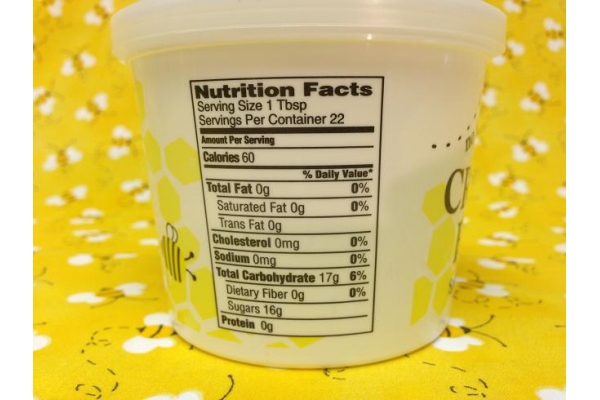 Nutrition Facts
Serving Size 1 Tbsp
Servings Per Container 22
Amount Per Serving
Calories 60
% Daily Value*
Total Fat 0g 0%
Saturated Fat 0g 0%
Trans Fat 0g
Cholesterol 0mg 0%
Sodium 0mg 0%
Total Carbohydrate 17g 6%
Dietary Fiber 0g 0%
Sugars 16g
Protein 0g